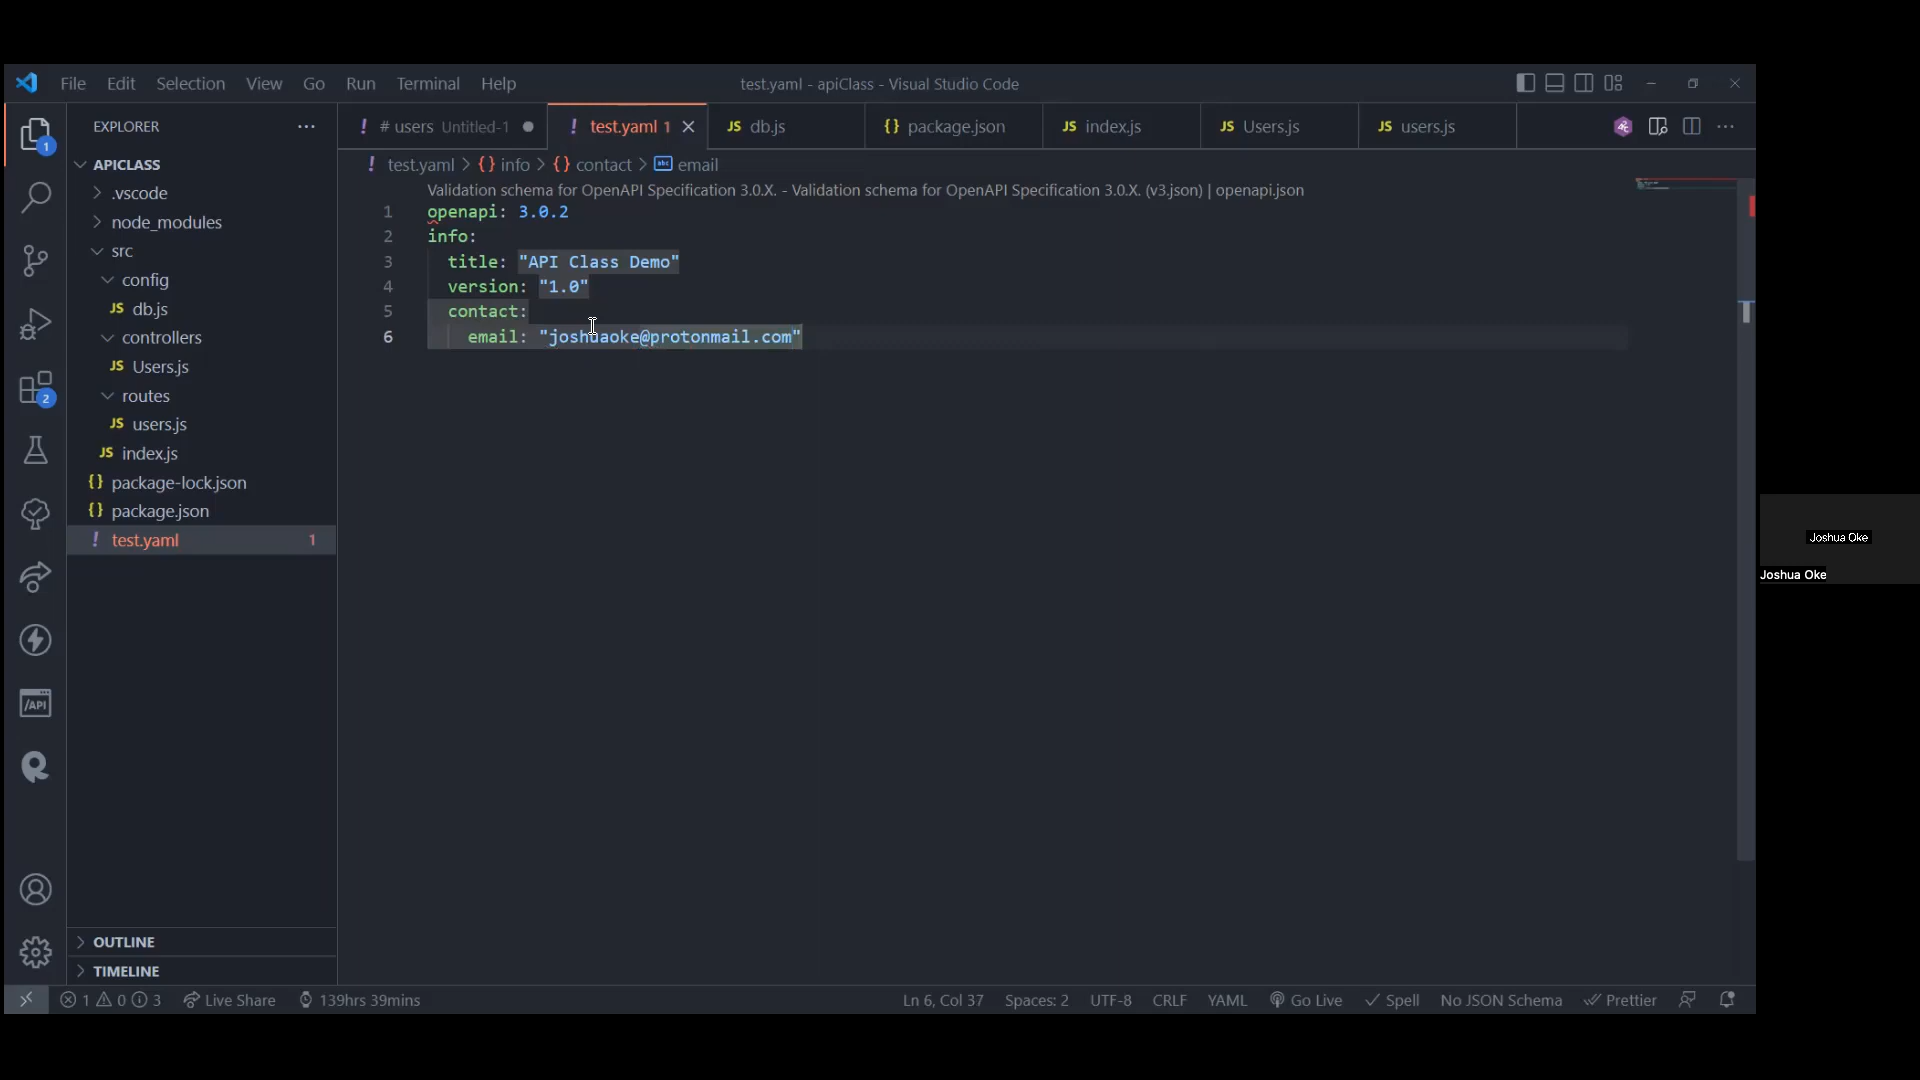 File Edit Selection View Go Run Terminal Help
test.yaml - apiClass - Visual Studio Code
EXPLORER
# users Untitled-1
test.yaml 1
db.js
package.json
index.js
Users.js
users.js
1
APICLASS
.vscode
node_modules
src
config
db.js
controllers
Users.js
routes
users.js
index.js
package-lock.json
package.json
test.yaml 1
2
/API
OUTLINE
TIMELINE
test.yaml > {} info > {} contact > abc email
Validation schema for OpenAPI Specification 3.0.X. - Validation schema for OpenAPI Specification 3.0.X. (v3.json) | openapi.json
1 openapi: 3.0.2
2 info:
3 title: "API Class Demo"
4 version: "1.0"
5 contact:
6 email: "joshuaoke@protonmail.com"
Joshua Oke
Joshua Oke
1 0 3 Live Share 139hrs 39mins
Ln 6, Col 37 Spaces: 2 UTF-8 CRLF YAML Go Live Spell No JSON Schema Prettier